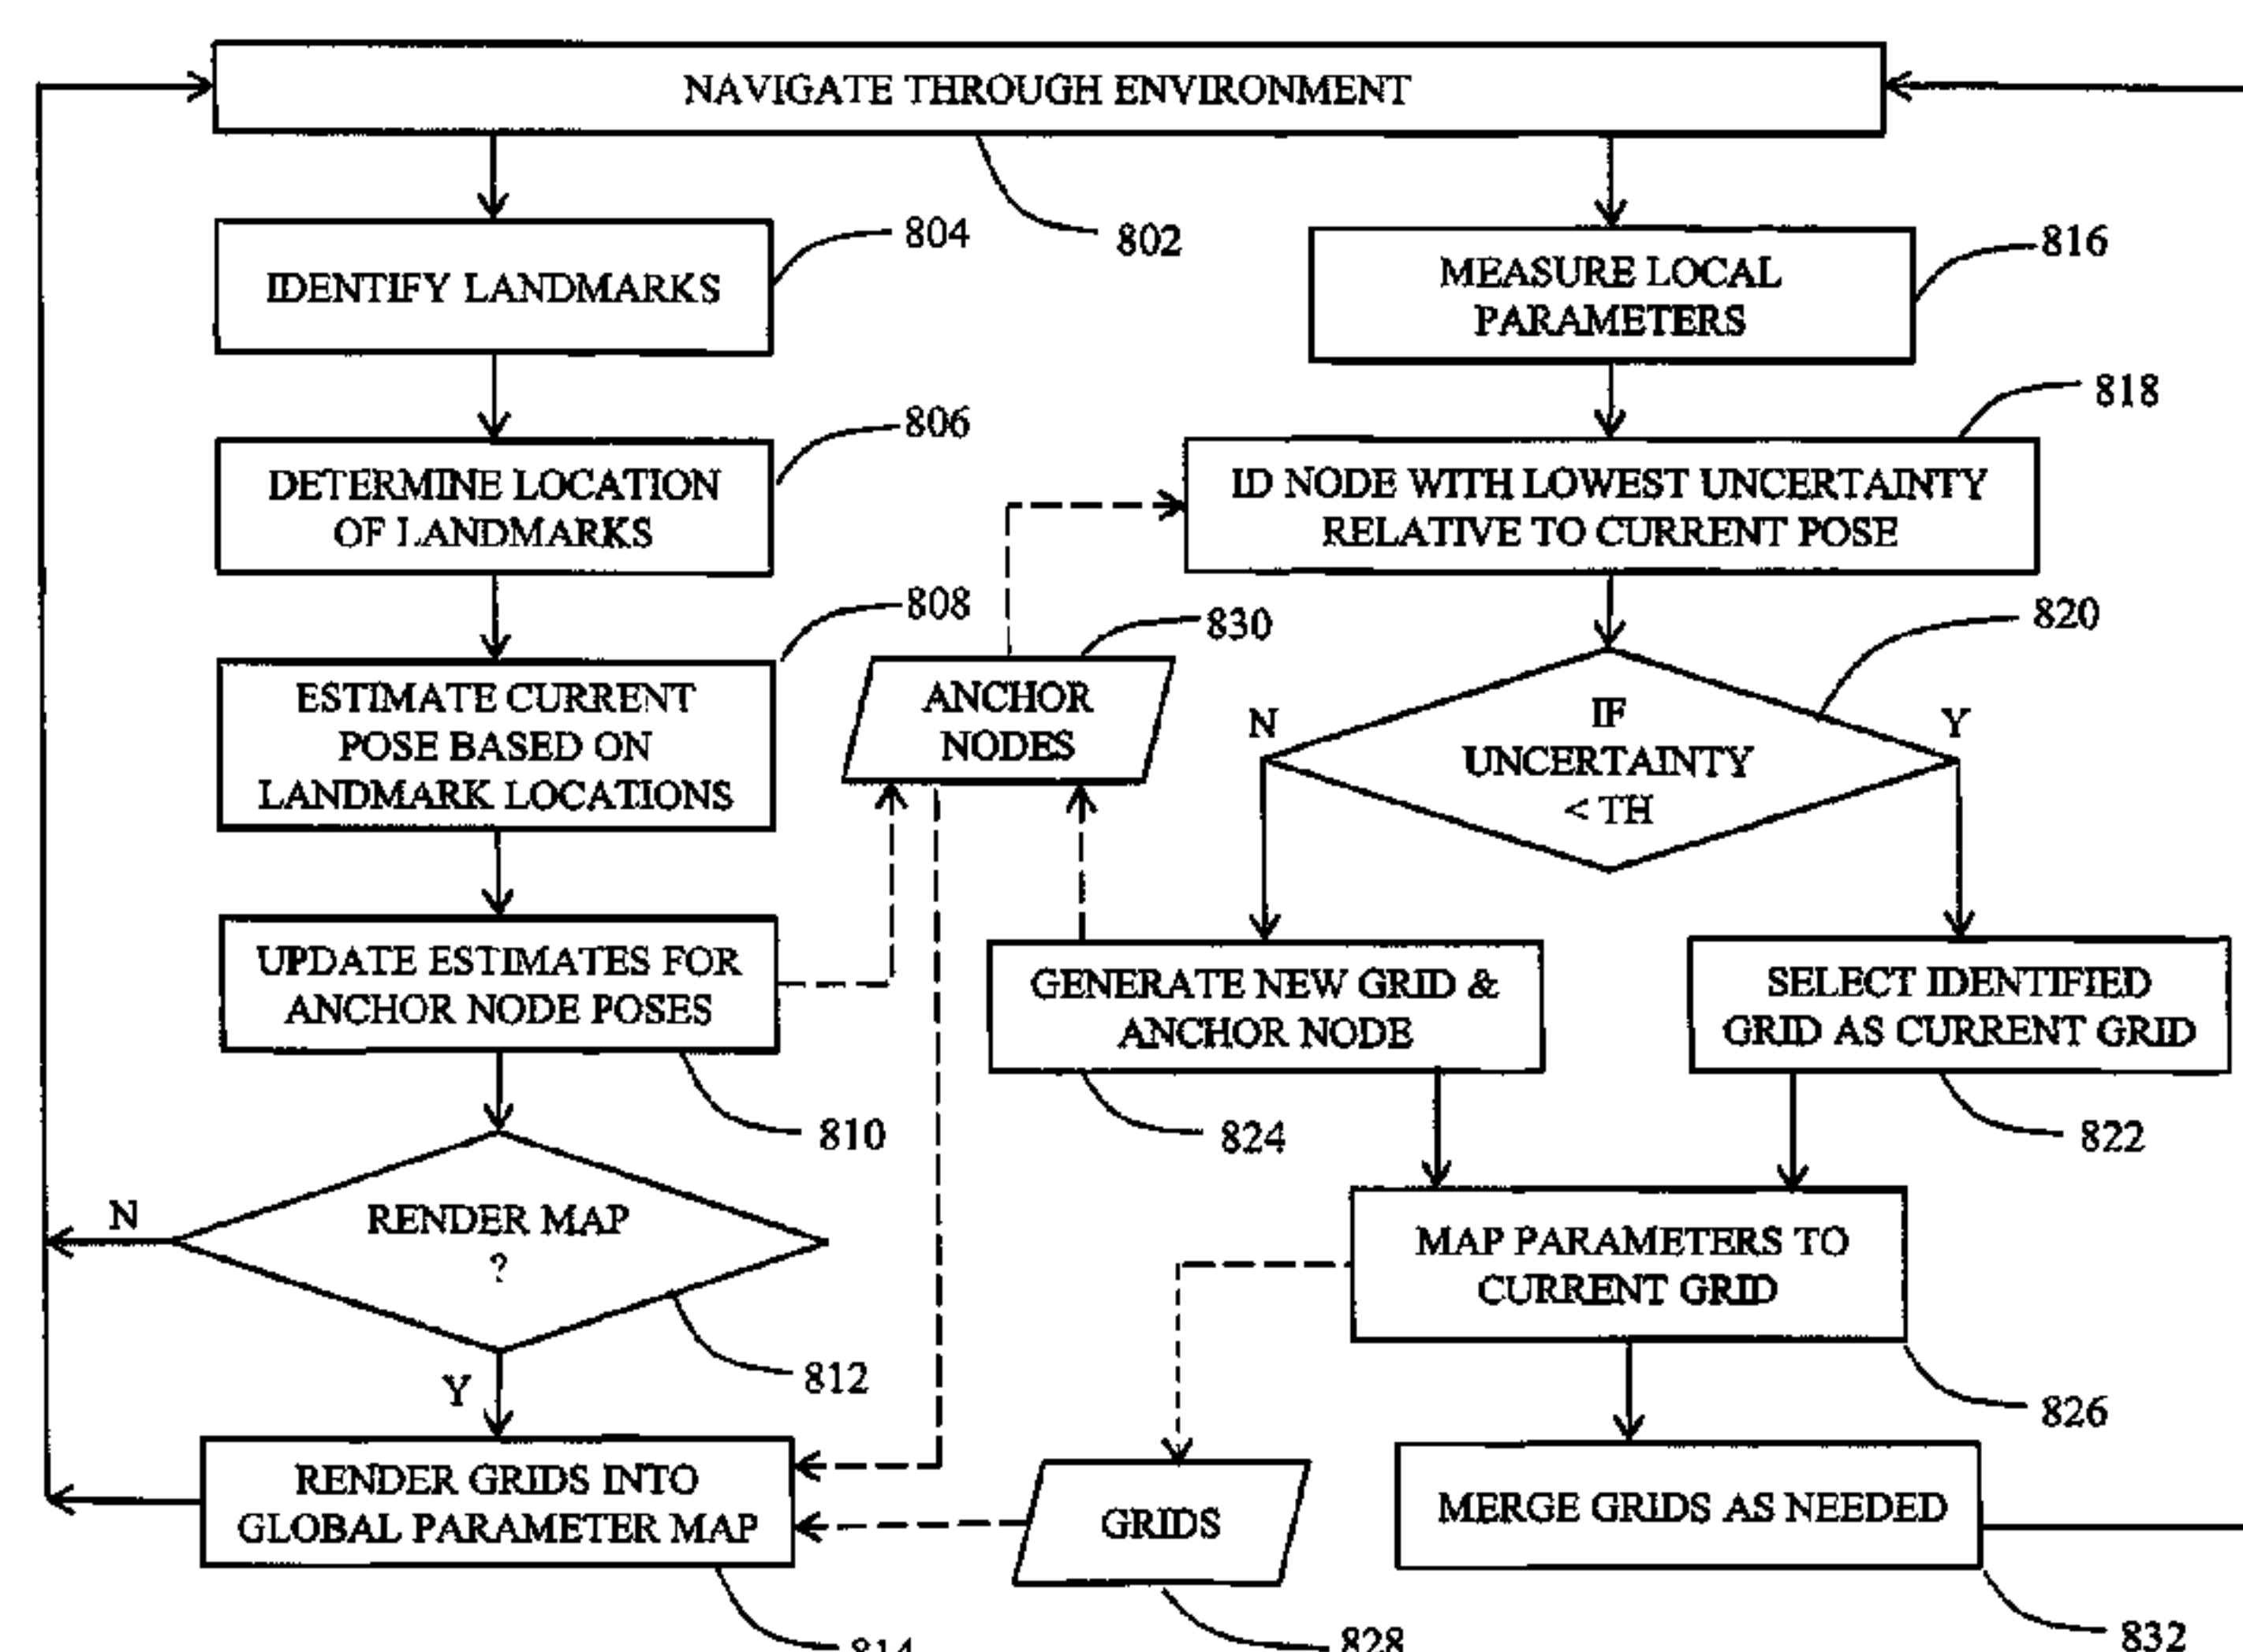 NAVIGATE THROUGH ENVIRONMENT
802
804
IDENTIFY LANDMARKS
806
DETERMINE LOCATION
OF LANDMARKS
808
ESTIMATE CURRENT
POSE BASED ON
LANDMARK LOCATIONS
UPDATE ESTIMATES FOR
ANCHOR NODE POSES
810
RENDER MAP
?
N
Y
812
RENDER GRIDS INTO
GLOBAL PARAMETER MAP
814
830
ANCHOR
NODES
816
MEASURE LOCAL
PARAMETERS
818
ID NODE WITH LOWEST UNCERTAINTY
RELATIVE TO CURRENT POSE
820
IF
UNCERTAINTY
< TH
N
Y
GENERATE NEW GRID &
ANCHOR NODE
824
SELECT IDENTIFIED
GRID AS CURRENT GRID
822
MAP PARAMETERS TO
CURRENT GRID
826
GRIDS
828
MERGE GRIDS AS NEEDED
832